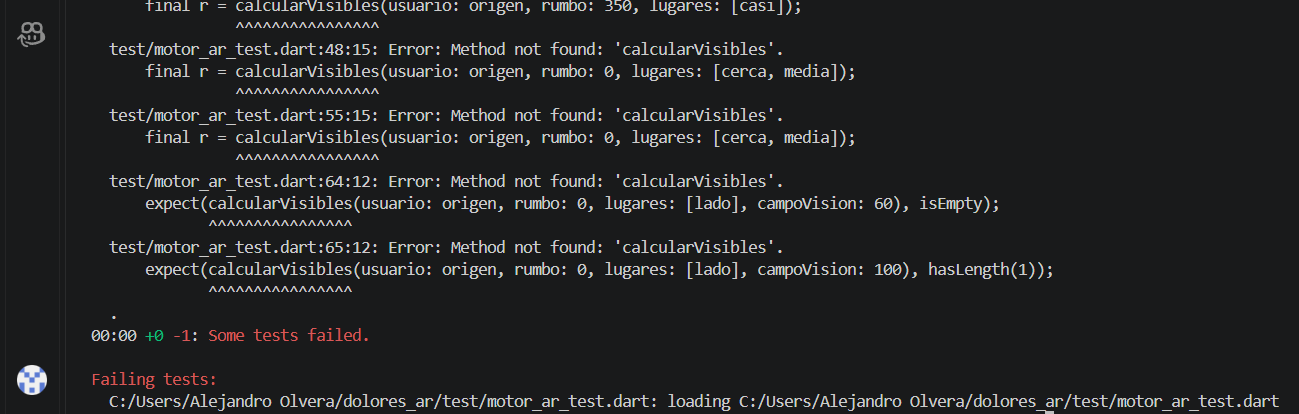 final r = calcularVisibles(usuario: origen, rumbo: 350, lugares: [casi]);
^^^^^^^^^^^^^^^^
test/motor_ar_test.dart:48:15: Error: Method not found: 'calcularVisibles'.
final r = calcularVisibles(usuario: origen, rumbo: 0, lugares: [cerca, media]);
^^^^^^^^^^^^^^^^
test/motor_ar_test.dart:55:15: Error: Method not found: 'calcularVisibles'.
final r = calcularVisibles(usuario: origen, rumbo: 0, lugares: [cerca, media]);
^^^^^^^^^^^^^^^^
test/motor_ar_test.dart:64:12: Error: Method not found: 'calcularVisibles'.
expect(calcularVisibles(usuario: origen, rumbo: 0, lugares: [lado], campoVision: 60), isEmpty);
^^^^^^^^^^^^^^^^
test/motor_ar_test.dart:65:12: Error: Method not found: 'calcularVisibles'.
expect(calcularVisibles(usuario: origen, rumbo: 0, lugares: [lado], campoVision: 100), hasLength(1));
^^^^^^^^^^^^^^^^
.
00:00 +0 -1: Some tests failed.
Failing tests:
C:/Users/Alejandro Olvera/dolores_ar/test/motor_ar_test.dart: loading C:/Users/Alejandro Olvera/dolores_ar/test/motor_ar_test.dart